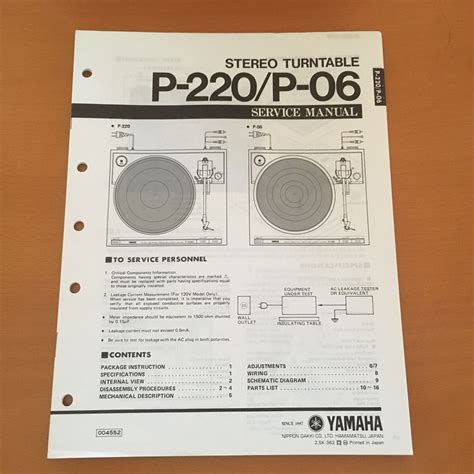 STEREO TURNTABLE
P-220/P-06
SERVICE MANUAL
P-220/P-06
● P-220
● P-06
■TO SERVICE PERSONNEL
1. Critical Components Information.
Components having special characteristics are marked ⚠
and must be replaced with parts having specifications equal
to those originally installed.
2. Leakage Current Measurement (For 120V Model Only).
When service has been completed, it is imperative that you
verify that all exposed conductive surfaces are properly
insulated from supply circuits.
● Meter impedance should be equivalent to 1500 ohm shunted
by 0.15µF.
● Leakage current must not exceed 0.5mA.
● Be sure to test for leakage with the AC plug in both polarities.
WALL
OUTLET
EQUIPMENT
UNDER TEST
INSULATING TABLE
AC LEAKAGE TESTER
OR EQUIVALENT
■CONTENTS
PACKAGE INSTRUCTION 1
SPECIFICATIONS 1
INTERNAL VIEW 2
DISASSEMBLY PROCEDURES 2 ~ 4
MECHANICAL DESCRIPTION 5
ADJUSTMENTS 6/7
WIRING 8
SCHEMATIC DIAGRAM 9
PARTS LIST 10 ~ 16
004552
SINCE 1887
YAMAHA
NIPPON GAKKI CO., LTD. HAMAMATSU, JAPAN